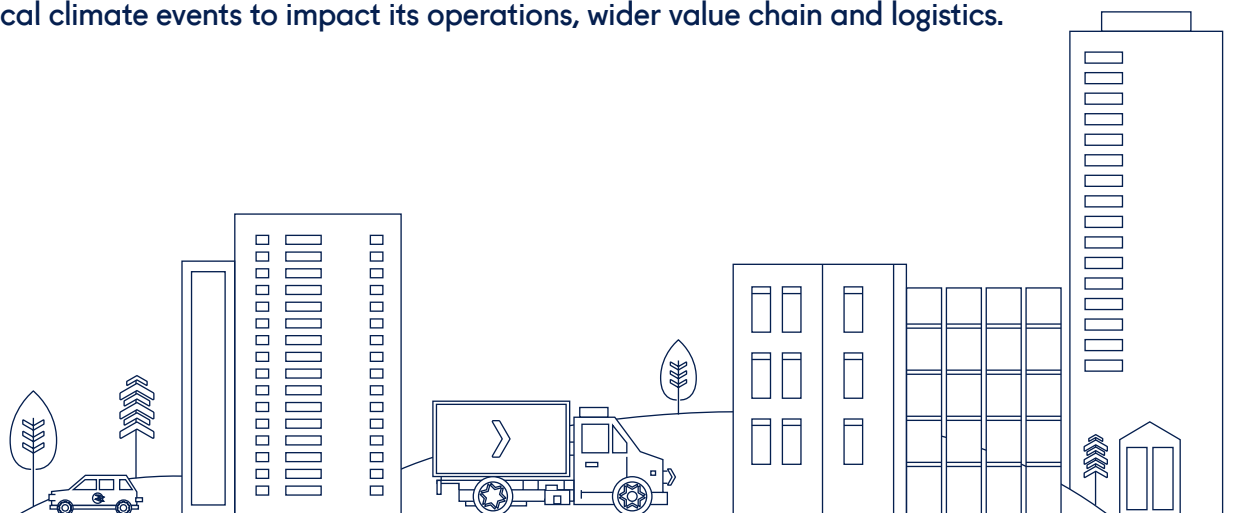 cal climate events to impact its operations, wider value chain and logistics.